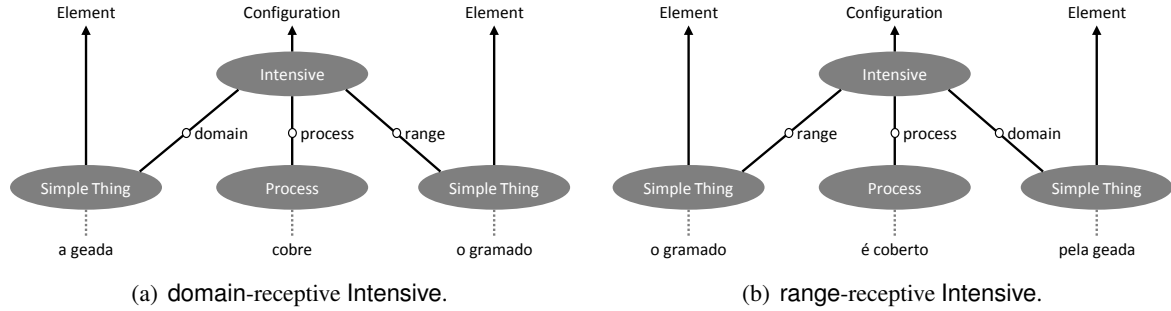 Element Configuration Element Element Configuration Element
Intensive Intensive
domain process range range process domain
Simple Thing Process Simple Thing Simple Thing Process Simple Thing
a geada cobre o gramado o gramado é coberto pela geada
(a) domain-receptive Intensive. (b) range-receptive Intensive.